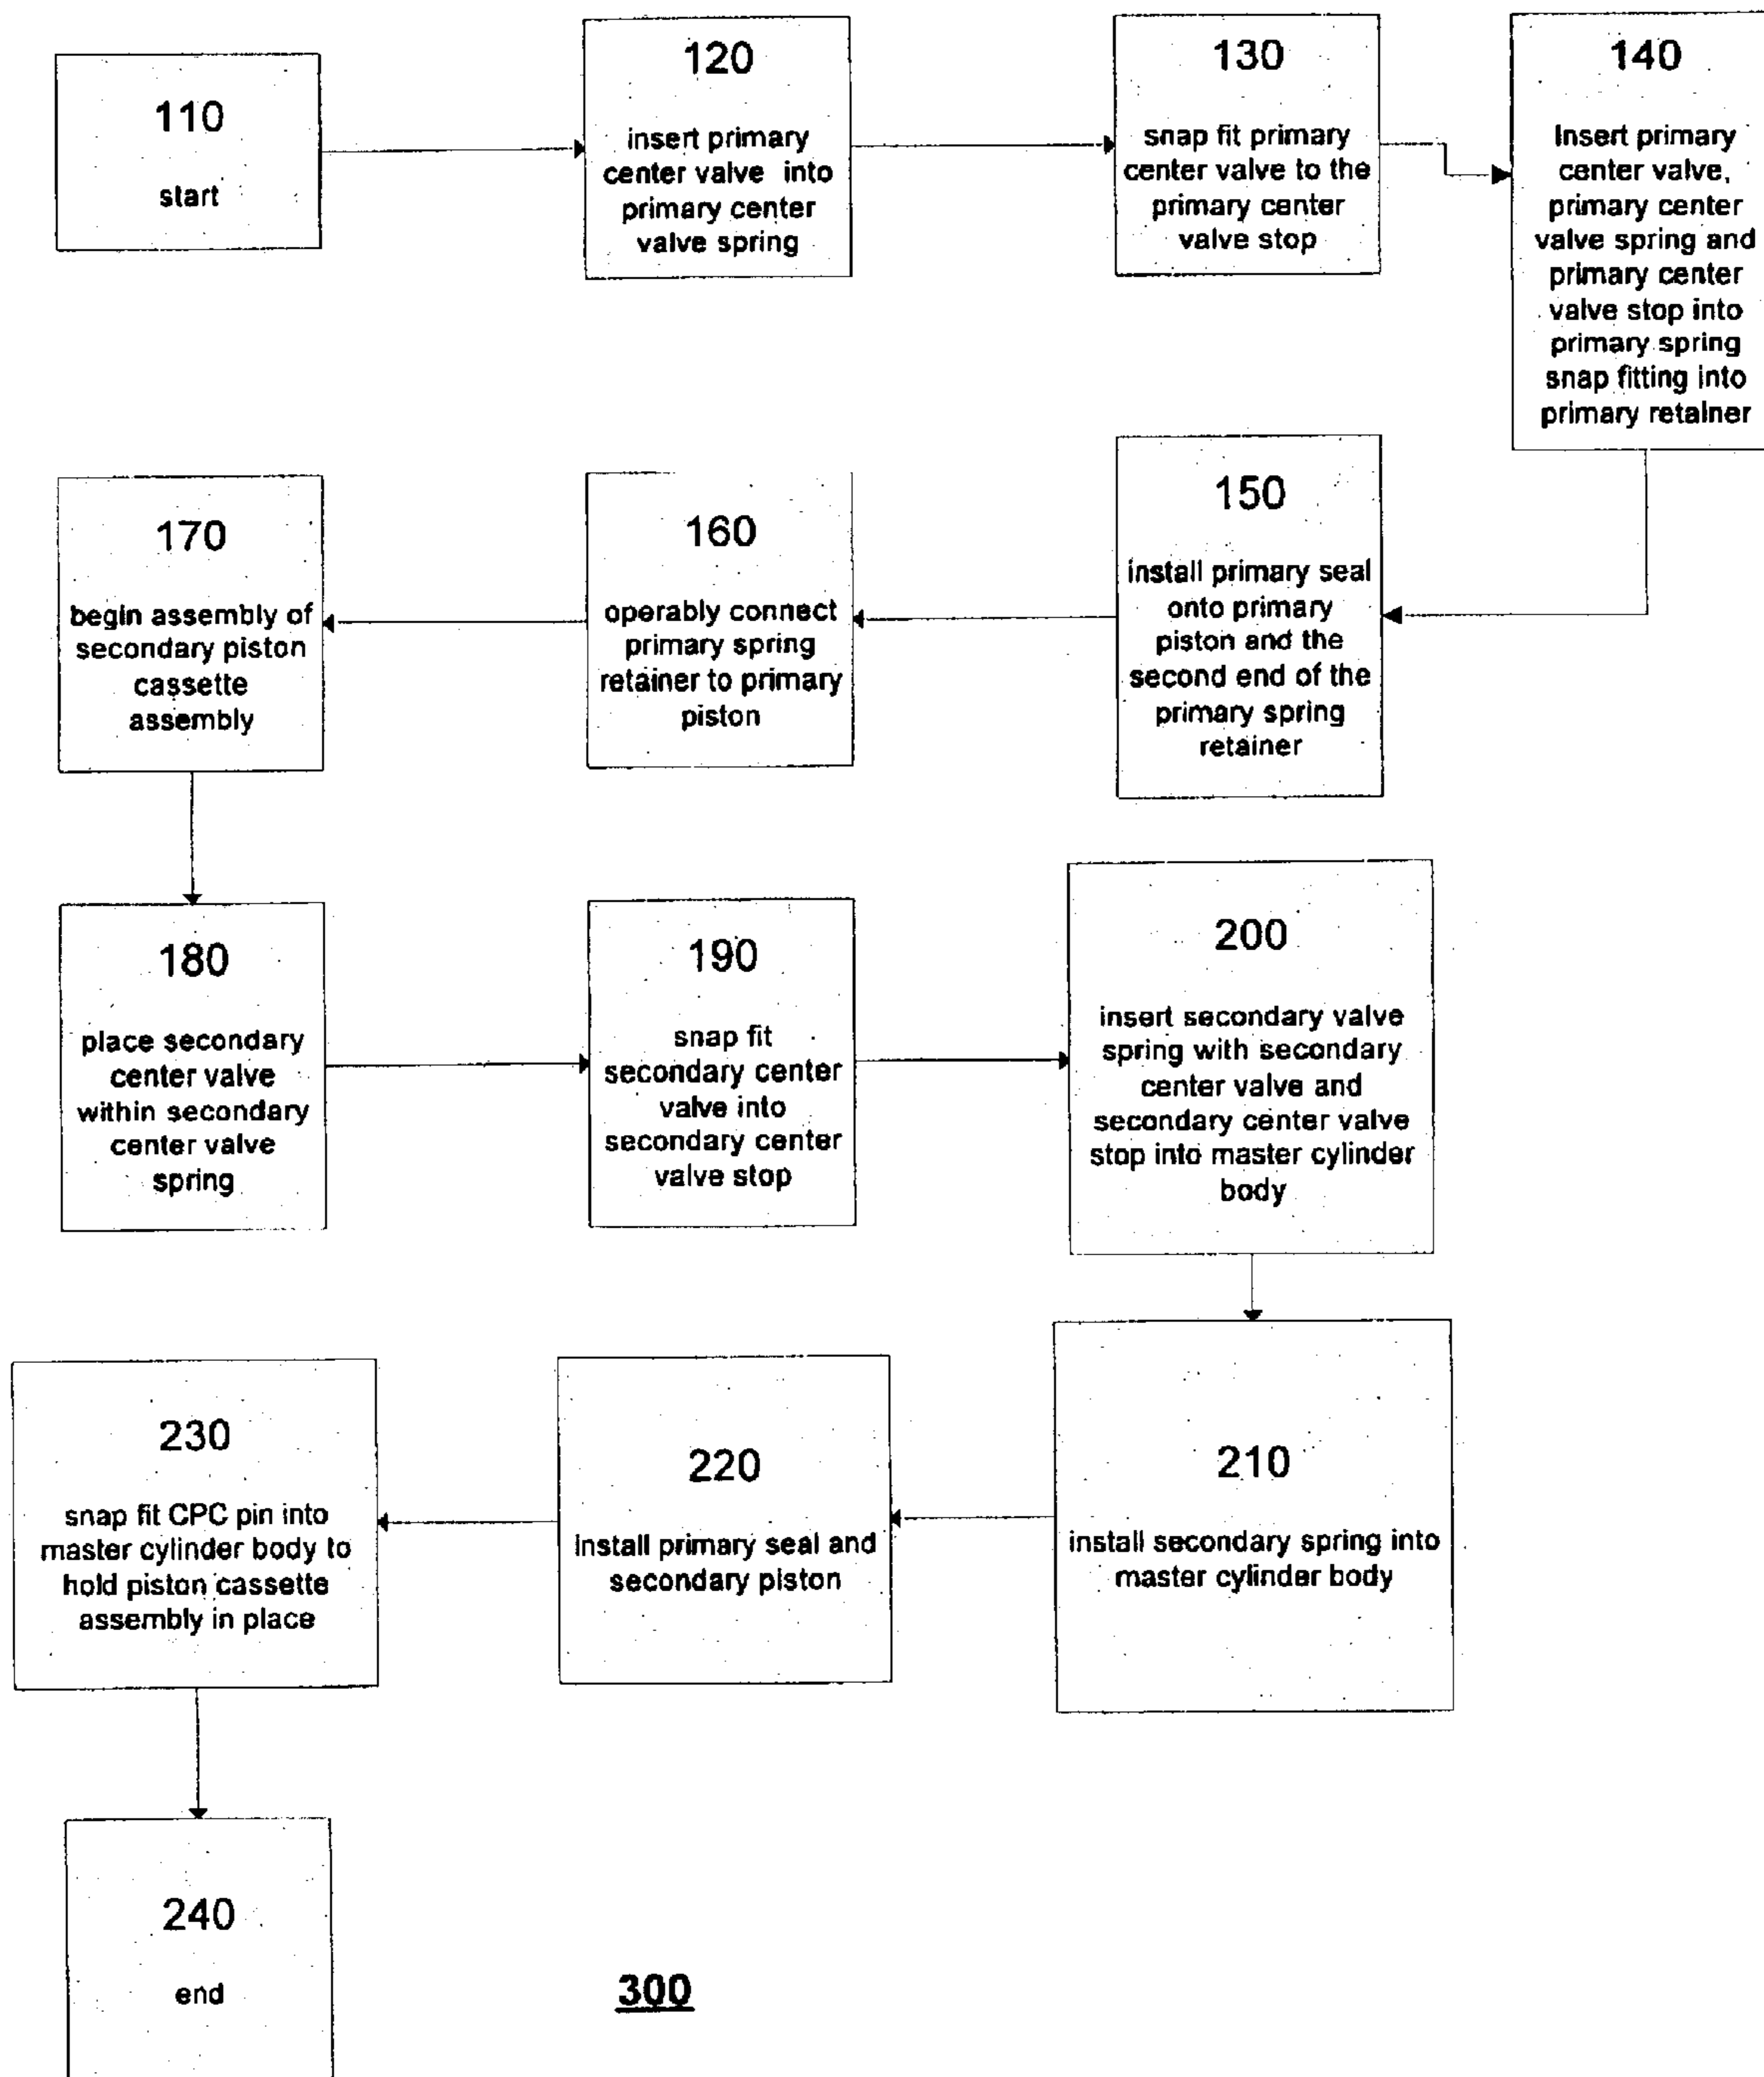 110
start
120
insert primary
center valve into
primary center
valve spring
130
snap fit primary
center valve to the
primary center
valve stop
140
Insert primary
center valve,
primary center
valve spring and
primary center
valve stop into
primary spring
snap fitting into
primary retainer
150
install primary seal
onto primary
piston and the
second end of the
primary spring
retainer
160
operably connect
primary spring
retainer to primary
piston
170
begin assembly of
secondary piston
cassette
assembly
180
place secondary
center valve
within secondary
center valve
spring
190
snap fit
secondary center
valve into
secondary center
valve stop
200
insert secondary valve
spring with secondary
center valve and
secondary center valve
stop into master cylinder
body
210
install secondary spring into
master cylinder body
220
install primary seal and
secondary piston
230
snap fit CPC pin into
master cylinder body to
hold piston cassette
assembly in place
240
end
300